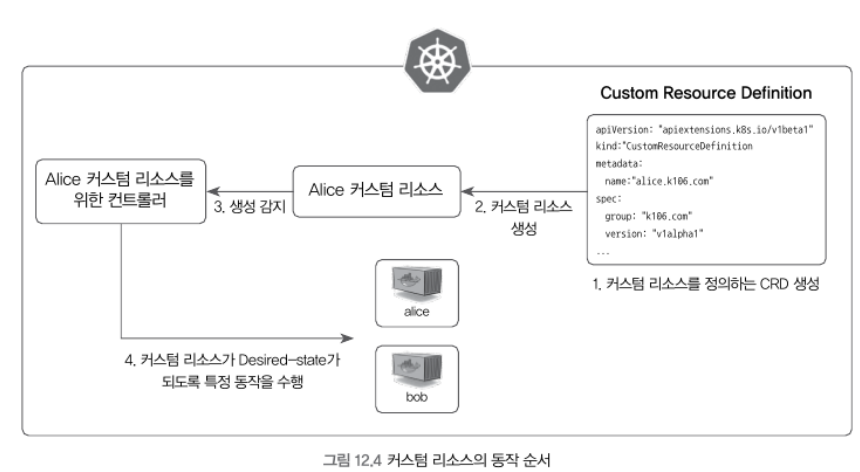 Custom Resource Definition
apiVersion: "apiextensions.k8s.io/v1beta1"
kind:"CustomResourceDefinition
metadata:
name:"alice.k106.com"
spec:
group: "k106.com"
version: "v1alpha1"
...
1. 커스텀 리소스를 정의하는 CRD 생성
2. 커스텀 리소스
생성
Alice 커스텀 리소스
3. 생성 감지
Alice 커스텀 리소스를
위한 컨트롤러
4. 커스텀 리소스가 Desired-state가
되도록 특정 동작을 수행
alice
bob
그림 12.4 커스텀 리소스의 동작 순서